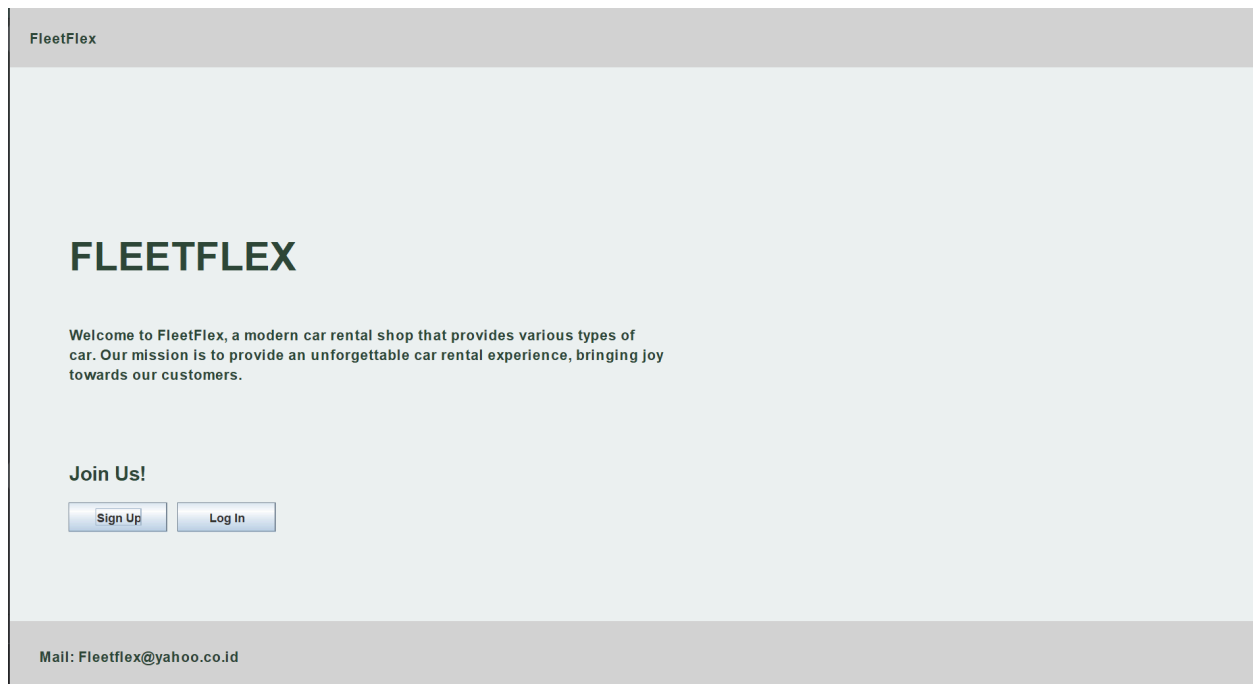 FleetFlex
FLEETFLEX
Welcome to FleetFlex, a modern car rental shop that provides various types of
car. Our mission is to provide an unforgettable car rental experience, bringing joy
towards our customers.
Join Us!
Sign Up
Log In
Mail: Fleetflex@yahoo.co.id